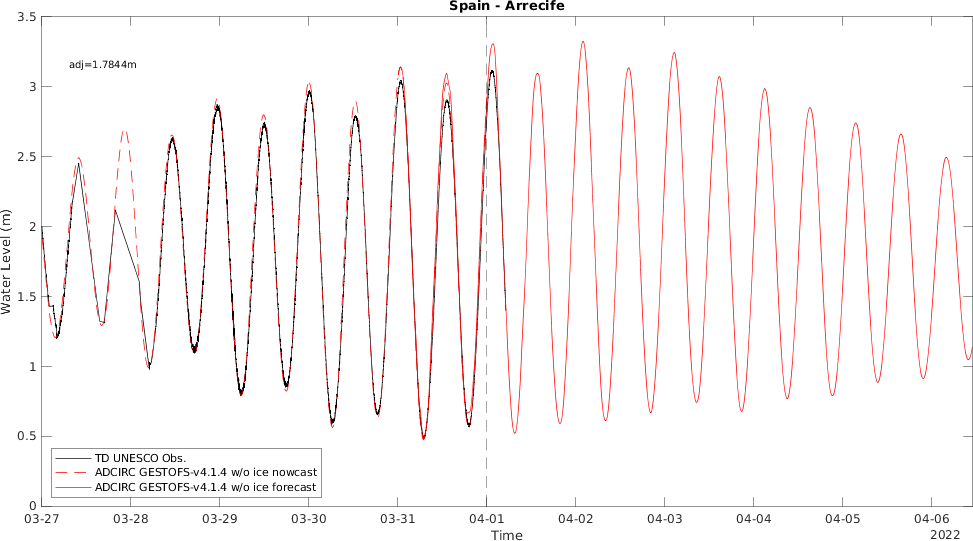 Spain - Arrecife
adj=1.7844m
3.5
3
2.5
2
1.5
1
0.5
0
Water Level (m)
TD UNESCO Obs.
ADCIRC GESTOFS-v4.1.4 w/o ice nowcast
ADCIRC GESTOFS-v4.1.4 w/o ice forecast
03-27 03-28 03-29 03-30 03-31 04-01 04-02 04-03 04-04 04-05 04-06
Time
2022